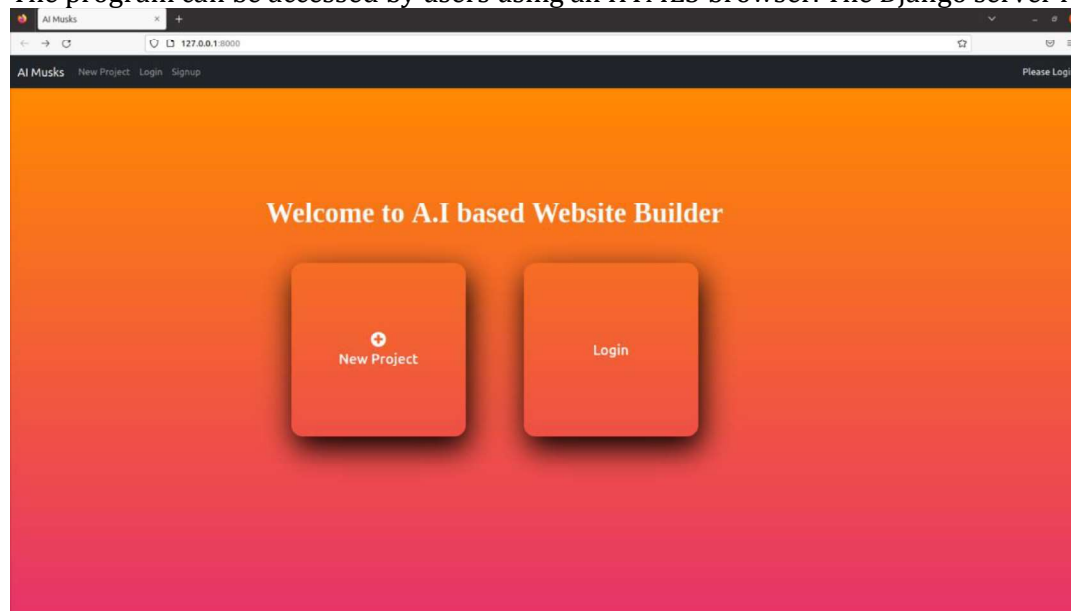 The program can be accessed by users using an HTML5 browser. The Django server
AI Musks
127.0.0.1:8000
AI Musks New Project Login Signup Please Logi
Welcome to A.I based Website Builder
New Project
Login